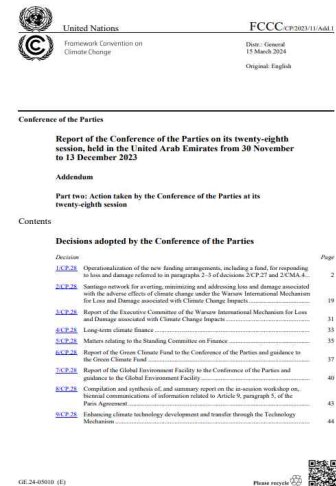 United Nations
FCCC/CP/2023/11/Add.1
Framework Convention on
Climate Change
Distr.: General
15 March 2024
Original: English
Conference of the Parties
Report of the Conference of the Parties on its twenty-eighth
session, held in the United Arab Emirates from 30 November
to 13 December 2023
Addendum
Part two: Action taken by the Conference of the Parties at its
twenty-eighth session
Contents
Decisions adopted by the Conference of the Parties
Decision Page
1/CP.28 Operationalization of the new funding arrangements, including a fund, for responding
to loss and damage referred to in paragraphs 2–3 of decisions 2/CP.27 and 2/CMA.4... 2
2/CP.28 Santiago network for averting, minimizing and addressing loss and damage associated
with the adverse effects of climate change under the Warsaw International Mechanism
for Loss and Damage associated with Climate Change Impacts 19
3/CP.28 Report of the Executive Committee of the Warsaw International Mechanism for Loss
and Damage associated with Climate Change Impacts 31
4/CP.28 Long-term climate finance 33
5/CP.28 Matters relating to the Standing Committee on Finance 35
6/CP.28 Report of the Green Climate Fund to the Conference of the Parties and guidance to
the Green Climate Fund 37
7/CP.28 Report of the Global Environment Facility to the Conference of the Parties and
guidance to the Global Environment Facility 40
8/CP.28 Compilation and synthesis of, and summary report on the in-session workshop on,
biennial communications of information related to Article 9, paragraph 5, of the
Paris Agreement 43
9/CP.28 Enhancing climate technology development and transfer through the Technology
Mechanism 44
GE.24-05010 (E)
Please recycle